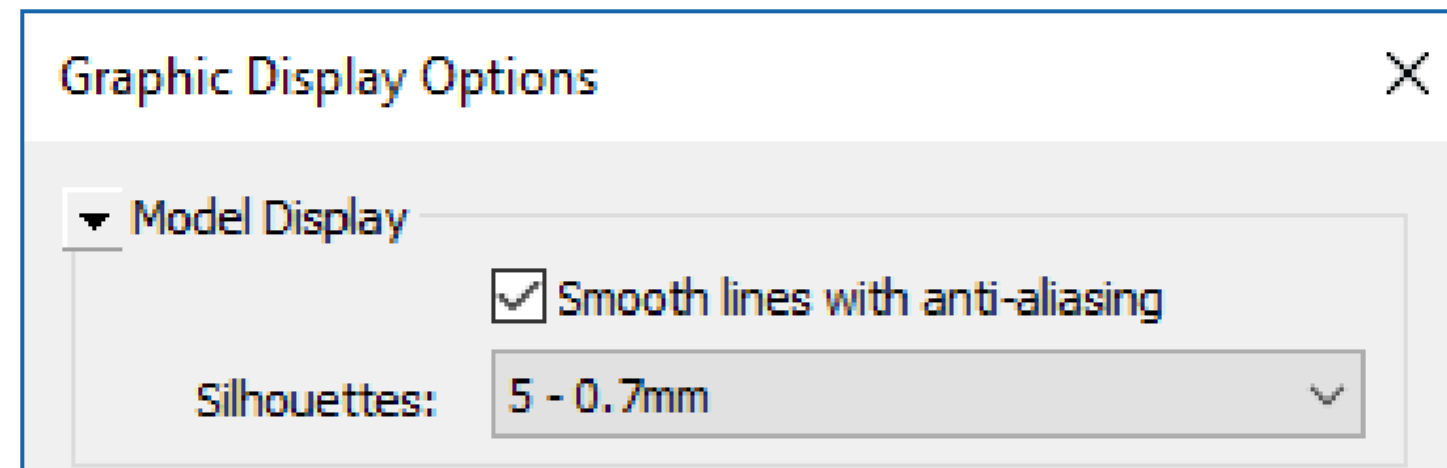 Graphic Display Options
Model Display
Smooth lines with anti-aliasing
Silhouettes: 5 - 0.7mm